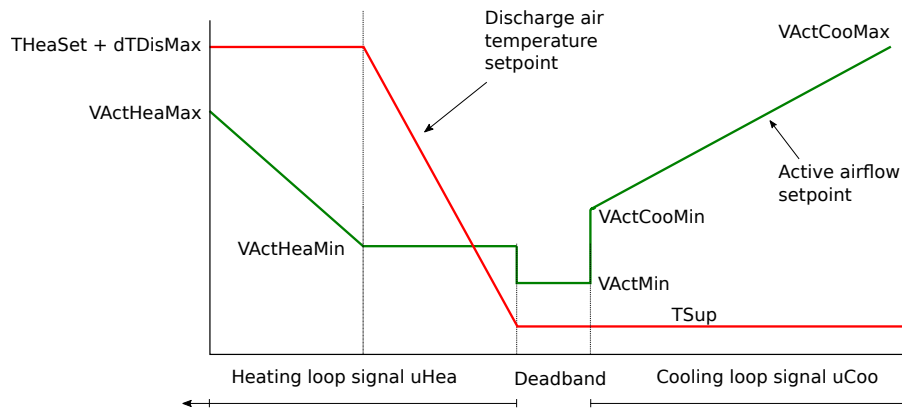 Discharge air
temperature
setpoint
THeaSet + dTDisMax
VActCooMax
VActHeaMax
Active airflow
setpoint
VActCooMin
VActHeaMin
VActMin
TSup
Heating loop signal uHea
Deadband
Cooling loop signal uCoo